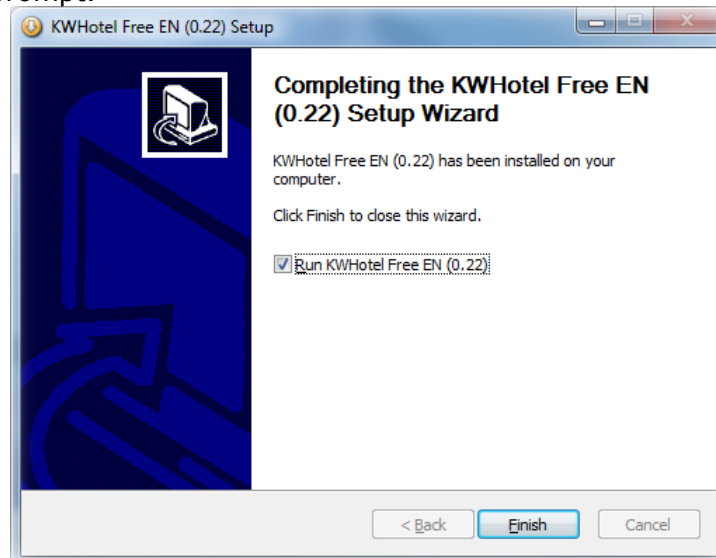 rompt.
KWHotel Free EN (0.22) Setup
Completing the KWHotel Free EN
(0.22) Setup Wizard
KWHotel Free EN (0.22) has been installed on your
computer.
Click Finish to close this wizard.
Run KWHotel Free EN (0.22)
< Back Finish Cancel